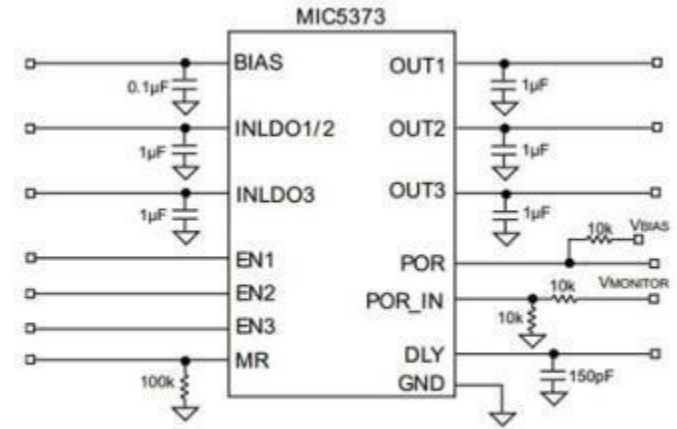 MIC5373
BIAS
OUT1
0.1µF
1µF
INLDO1/2
OUT2
1µF
1µF
INLDO3
OUT3
1µF
1µF
10k
VBIAS
EN1
POR
EN2
POR_IN
10k
VMONITOR
10k
EN3
MR
DLY
100k
150pF
GND